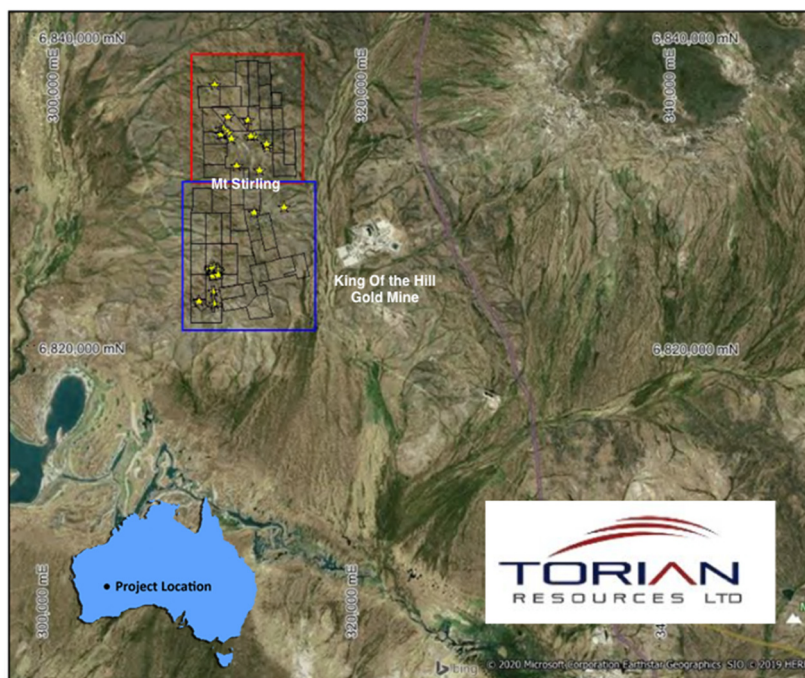 6,840,000 mN
6,840,000 mN
300,000 mE
320,000 mE
340,000 mE
Mt Stirling
King Of the Hill
Gold Mine
6,820,000 mN
6,820,000 mN
Project Location
TORIAN
RESOURCES LTD
300,000 mE
320,000 mE
bing
© 2020 Microsoft Corporation Earthstar Geographics SIO © 2019 HERE